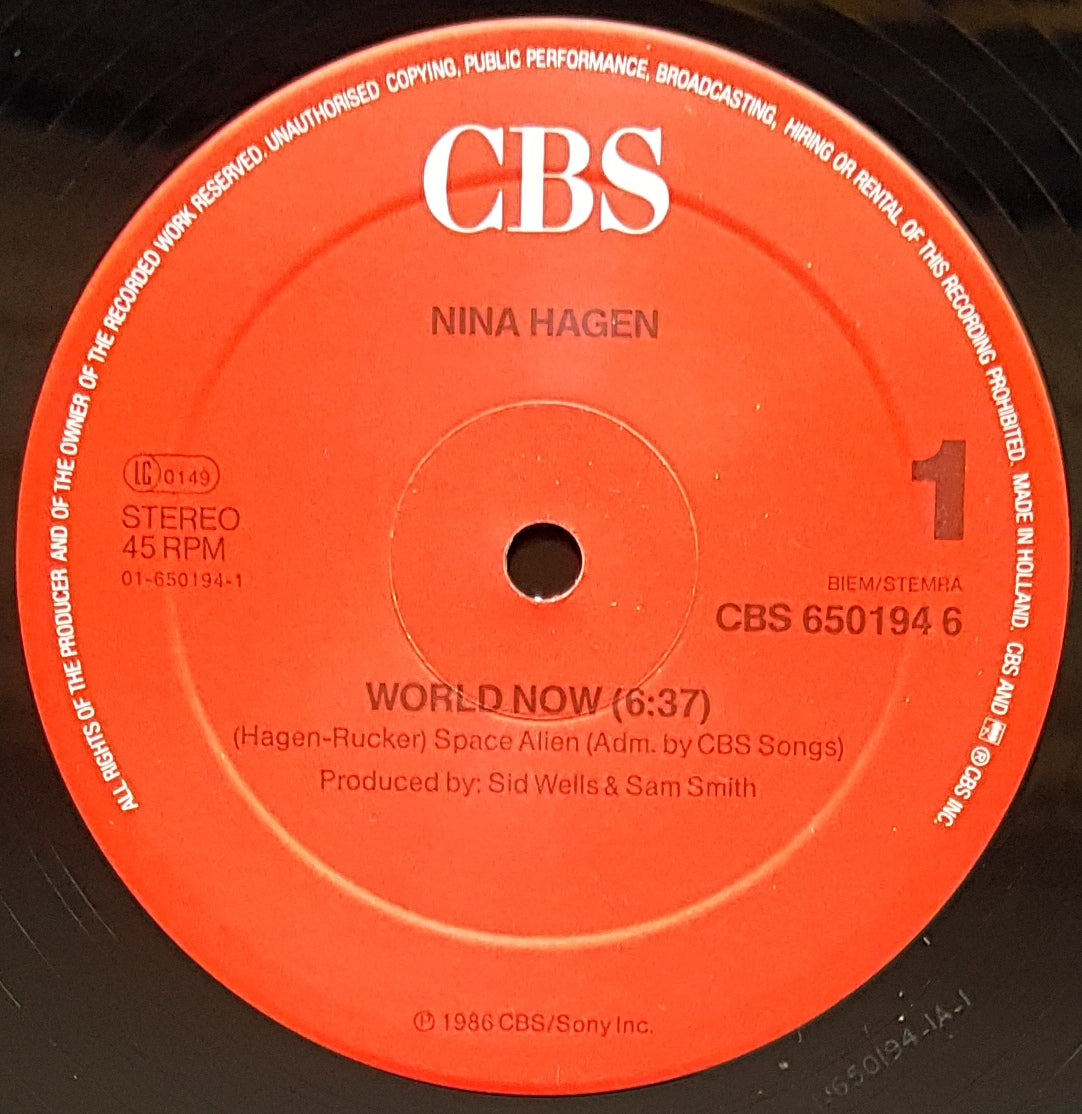 ALL RIGHTS OF THE PRODUCER AND OF THE OWNER OF THE RECORDED WORK RESERVED. UNAUTHORISED COPYING, PUBLIC PERFORMANCE, BROADCASTING, HIRING OR RENTAL OF THIS RECORDING PROHIBITED. MADE IN HOLLAND. CBS AND ® CBS INC.
CBS
NINA HAGEN
LC 0149
STEREO
45 RPM
01-650194-1
1
BIEM/STEMRA
CBS 650194 6
WORLD NOW (6:37)
(Hagen-Rucker) Space Alien (Adm. by CBS Songs)
Produced by: Sid Wells & Sam Smith
℗ 1986 CBS/Sony Inc.
650194-1A-1